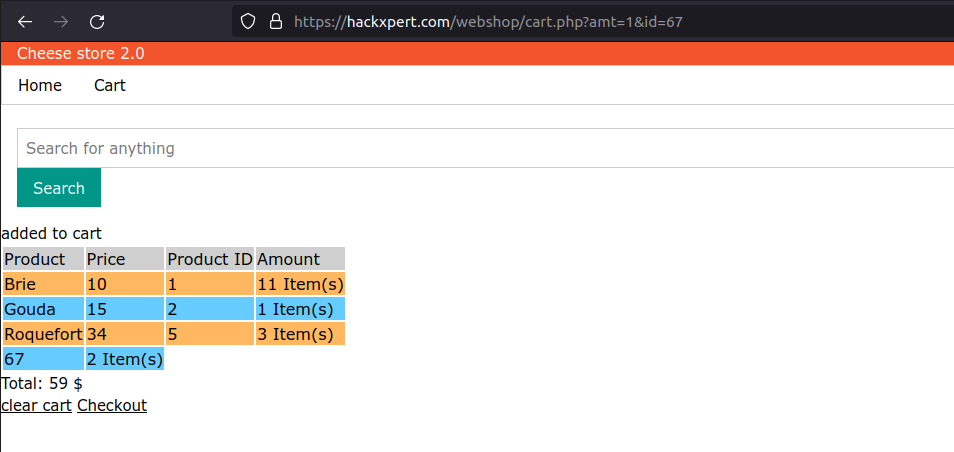 https://hackxpert.com/webshop/cart.php?amt=1&id=67
Cheese store 2.0
Home Cart
Search for anything
Search
added to cart
Product Price Product ID Amount
Brie 10 1 11 Item(s)
Gouda 15 2 1 Item(s)
Roquefort 34 5 3 Item(s)
67 2 Item(s)
Total: 59 $
clear cart Checkout